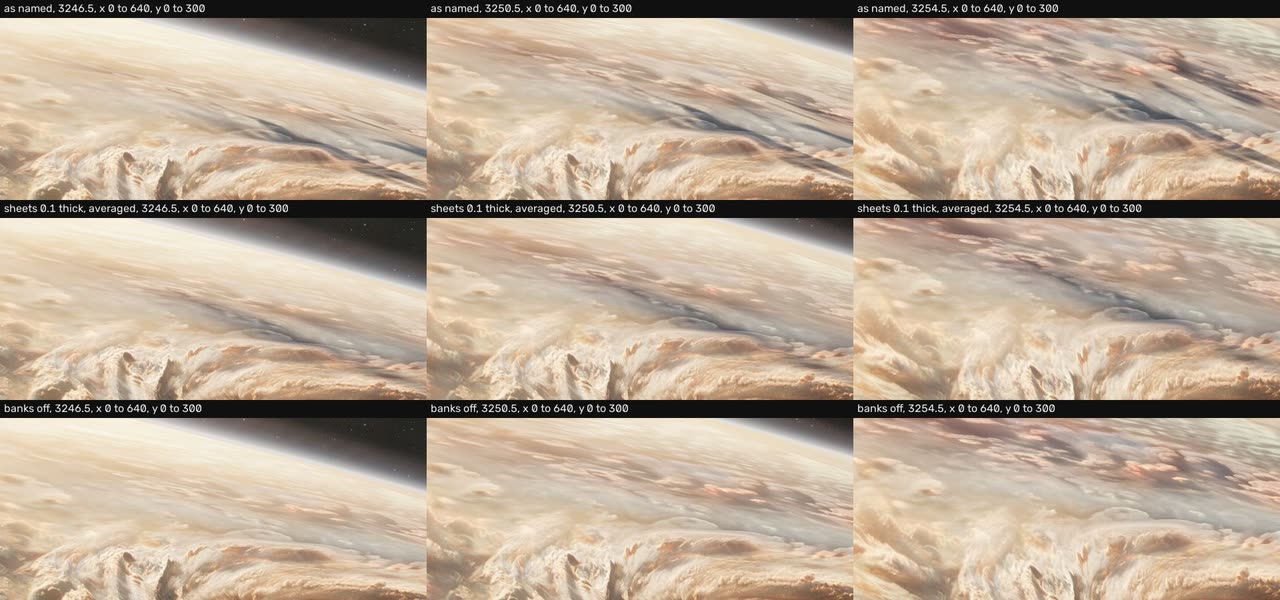 as named, 3246.5, x 0 to 640, y 0 to 300
as named, 3250.5, x 0 to 640, y 0 to 300
as named, 3254.5, x 0 to 640, y 0 to 300
sheets 0.1 thick, averaged, 3246.5, x 0 to 640, y 0 to 300
sheets 0.1 thick, averaged, 3250.5, x 0 to 640, y 0 to 300
sheets 0.1 thick, averaged, 3254.5, x 0 to 640, y 0 to 300
banks off, 3246.5, x 0 to 640, y 0 to 300
banks off, 3250.5, x 0 to 640, y 0 to 300
banks off, 3254.5, x 0 to 640, y 0 to 300